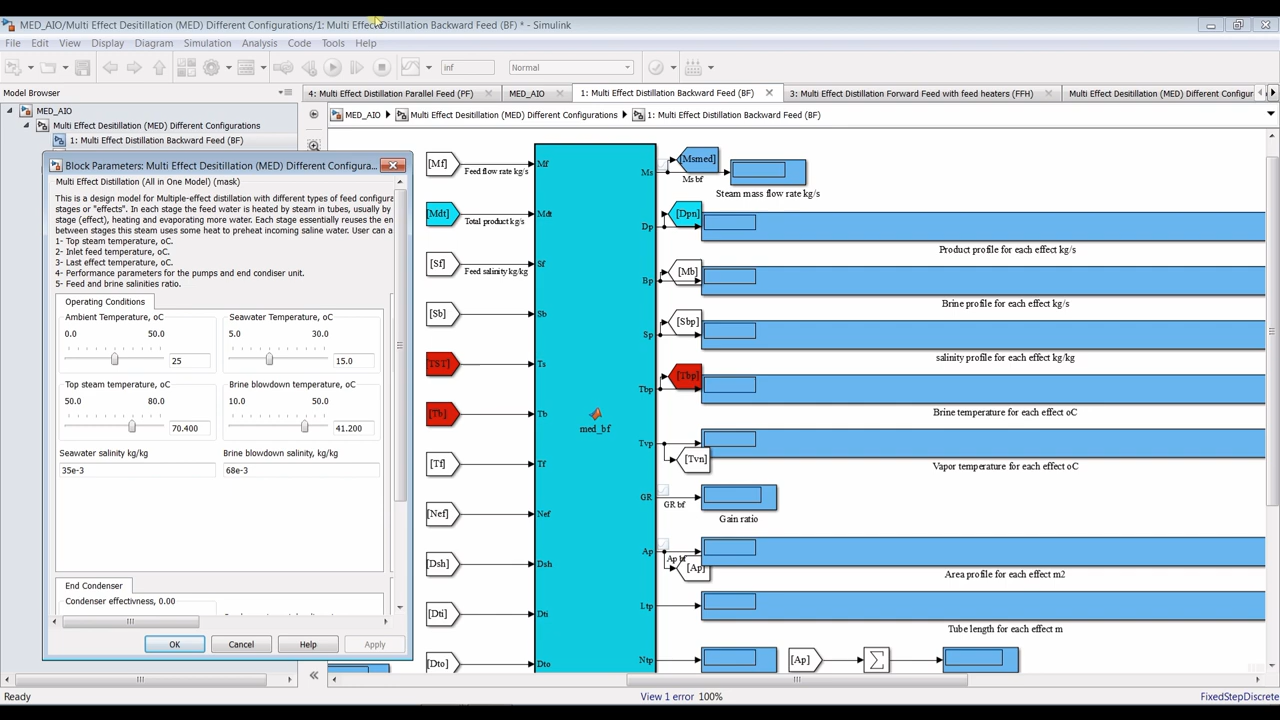 MED_AIO/Multi Effect Desitillation (MED) Different Configurations/1: Multi Effect Distillation Backward Feed (BF) * - Simulink
File Edit View Display Diagram Simulation Analysis Code Tools Help
inf
Normal
Model Browser
4: Multi Effect Distillation Parallel Feed (PF)
MED_AIO
1: Multi Effect Distillation Backward Feed (BF)
3: Multi Effect Distillation Forward Feed with feed heaters (FFH)
Multi Effect Desitillation (MED) Different Configur
MED_AIO
Multi Effect Desitillation (MED) Different Configurations
1: Multi Effect Distillation Backward Feed (BF)
MED_AIO
Multi Effect Desitillation (MED) Different Configurations
1: Multi Effect Distillation Backward Feed (BF)
Block Parameters: Multi Effect Desitillation (MED) Different Configura...
Multi Effect Distillation (All in One Model) (mask)
This is a design model for Multiple-effect distillation with different types of feed configura
stages or "effects". In each stage the feed water is heated by steam in tubes, usually by
stage (effect), heating and evaporating more water. Each stage essentially reuses the en
between stages this steam uses some heat to preheat incoming saline water. User can a
1- Top steam temperature, oC.
2- Inlet feed temperature, oC.
3- Last effect temperature, oC.
4- Performance parameters for the pumps and end condiser unit.
5- Feed and brine salinities ratio.
Operating Conditions
Ambient Temperature, oC
0.0 50.0
25
Seawater Temperature, oC
5.0 30.0
15.0
Top steam temperature, oC
50.0 80.0
70.400
Brine blowdown temperature, oC
10.0 50.0
41.200
Seawater salinity kg/kg
35e-3
Brine blowdown salinity, kg/kg
68e-3
End Condenser
Condenser effectivness, 0.00
OK Cancel Help Apply
[Mf]
Feed flow rate kg/s
[Mdt]
Total product kg/s
[Sf]
Feed salinity kg/kg
[Sb]
[TST]
[Tb]
[Tf]
[Nef]
[Dsh]
[Dti]
[Dto]
Mf
Mdt
Sf
Sb
Ts
Tb
Tf
Nef
Dsh
Dti
Dto
med_bf
Ms
Dp
Bp
Sp
Tbp
Tvp
GR
Ap
Ltp
Ntp
[Msmed]
Ms bf
Steam mass flow rate kg/s
[Dpn]
Product profile for each effect kg/s
[Mb]
Brine profile for each effect kg/s
[Sbp]
salinity profile for each effect kg/kg
[Tbp]
Brine temperature for each effect oC
[Tvn]
Vapor temperature for each effect oC
GR bf
Gain ratio
Ap bf
[Ap]
Area profile for each effect m2
Tube length for each effect m
[Ap]
Σ
Ready
View 1 error
100%
FixedStepDiscrete